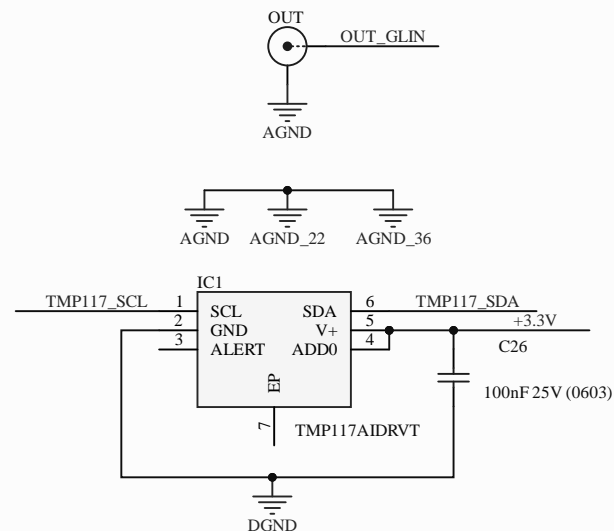 OUT
OUT_GLIN
AGND
AGND AGND_22 AGND_36
IC1
TMP117_SCL 1 SCL SDA 6 TMP117_SDA
2 GND V+ 5 +3.3V
3 ALERT ADD0 4 C26
EP
100nF 25V (0603)
7 TMP117AIDRVT
DGND